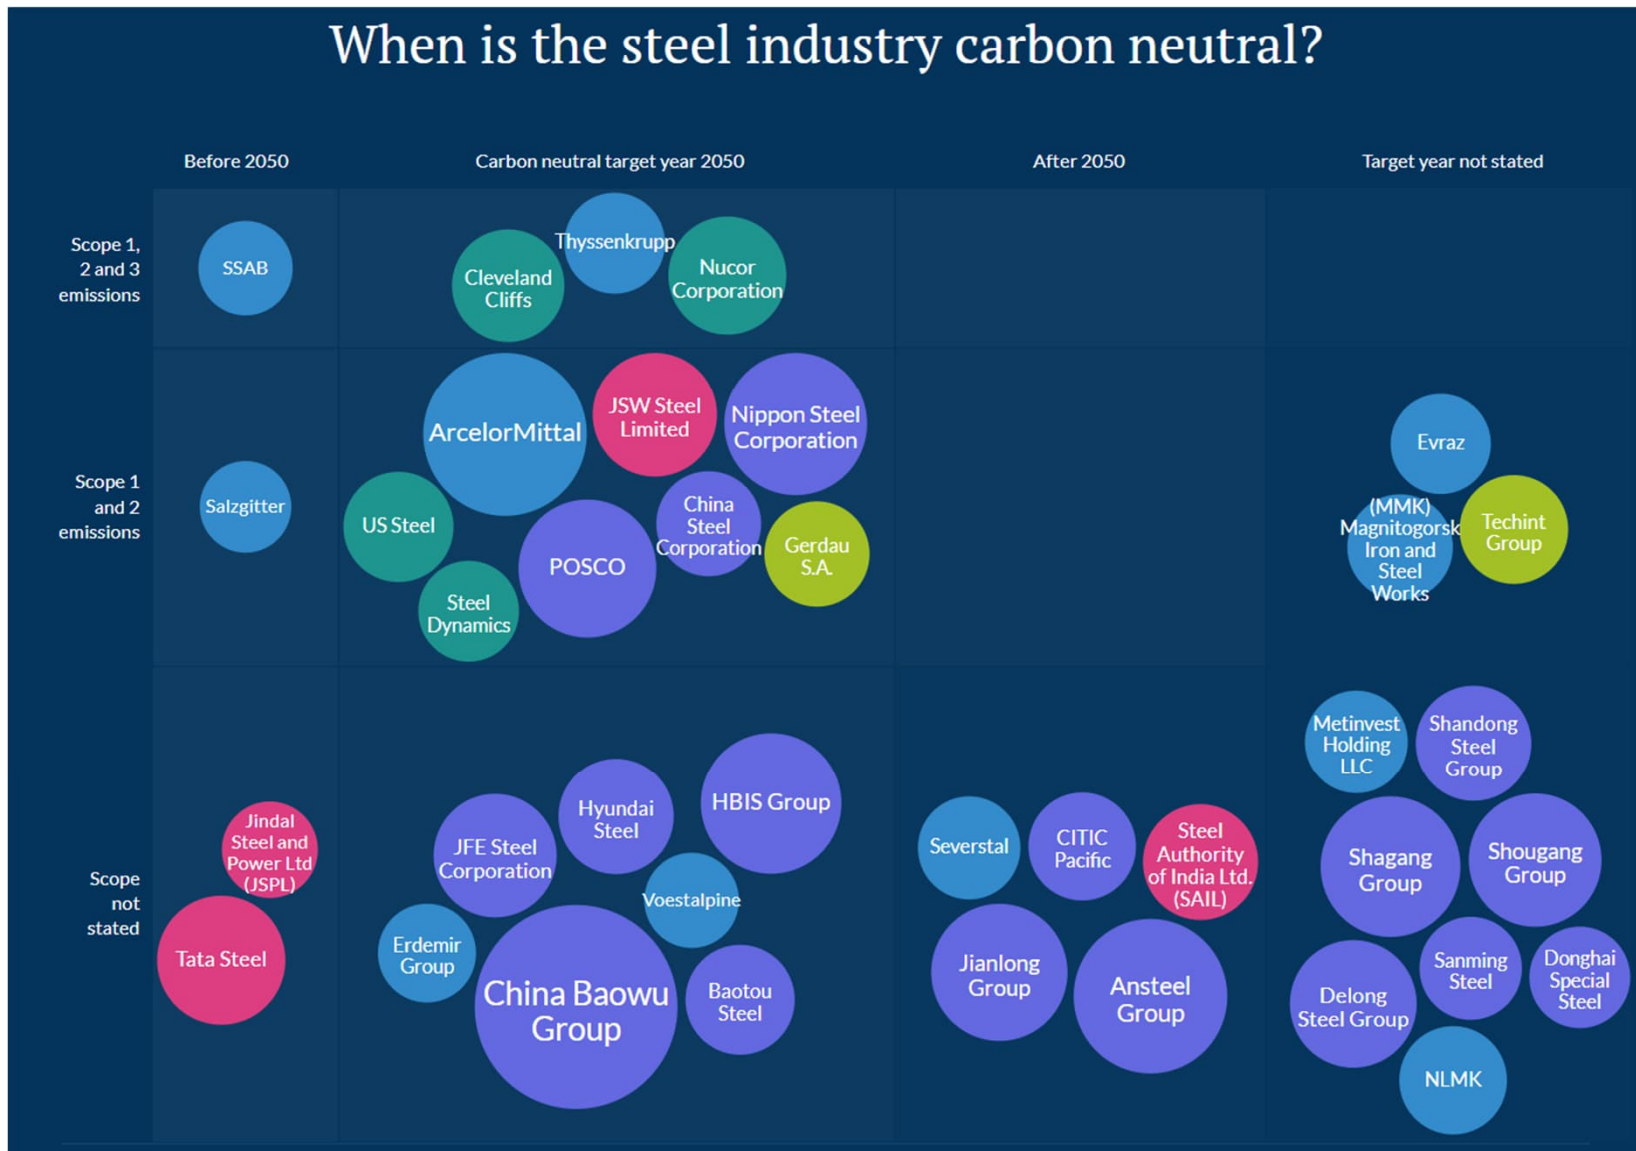 When is the steel industry carbon neutral?
Before 2050
Carbon neutral target year 2050
After 2050
Target year not stated
Scope 1,
2 and 3
emissions
SSAB
Cleveland
Cliffs
Thyssenkrupp
Nucor
Corporation
Scope 1
and 2
emissions
Salzgitter
ArcelorMittal
JSW Steel
Limited
Nippon Steel
Corporation
US Steel
POSCO
China
Steel
Corporation
Gerdau
S.A.
Steel
Dynamics
Evraz
(MMK)
Magnitogorsk
Iron and
Steel
Works
Techint
Group
Scope
not
stated
Jindal
Steel and
Power Ltd
(JSPL)
Tata Steel
JFE Steel
Corporation
Hyundai
Steel
HBIS Group
Voestalpine
Erdemir
Group
China Baowu
Group
Baotou
Steel
Severstal
CITIC
Pacific
Steel
Authority
of India Ltd.
(SAIL)
Jianlong
Group
Ansteel
Group
Metinvest
Holding
LLC
Shandong
Steel
Group
Shagang
Group
Shougang
Group
Delong
Steel Group
Sanming
Steel
Donghai
Special
Steel
NLMK